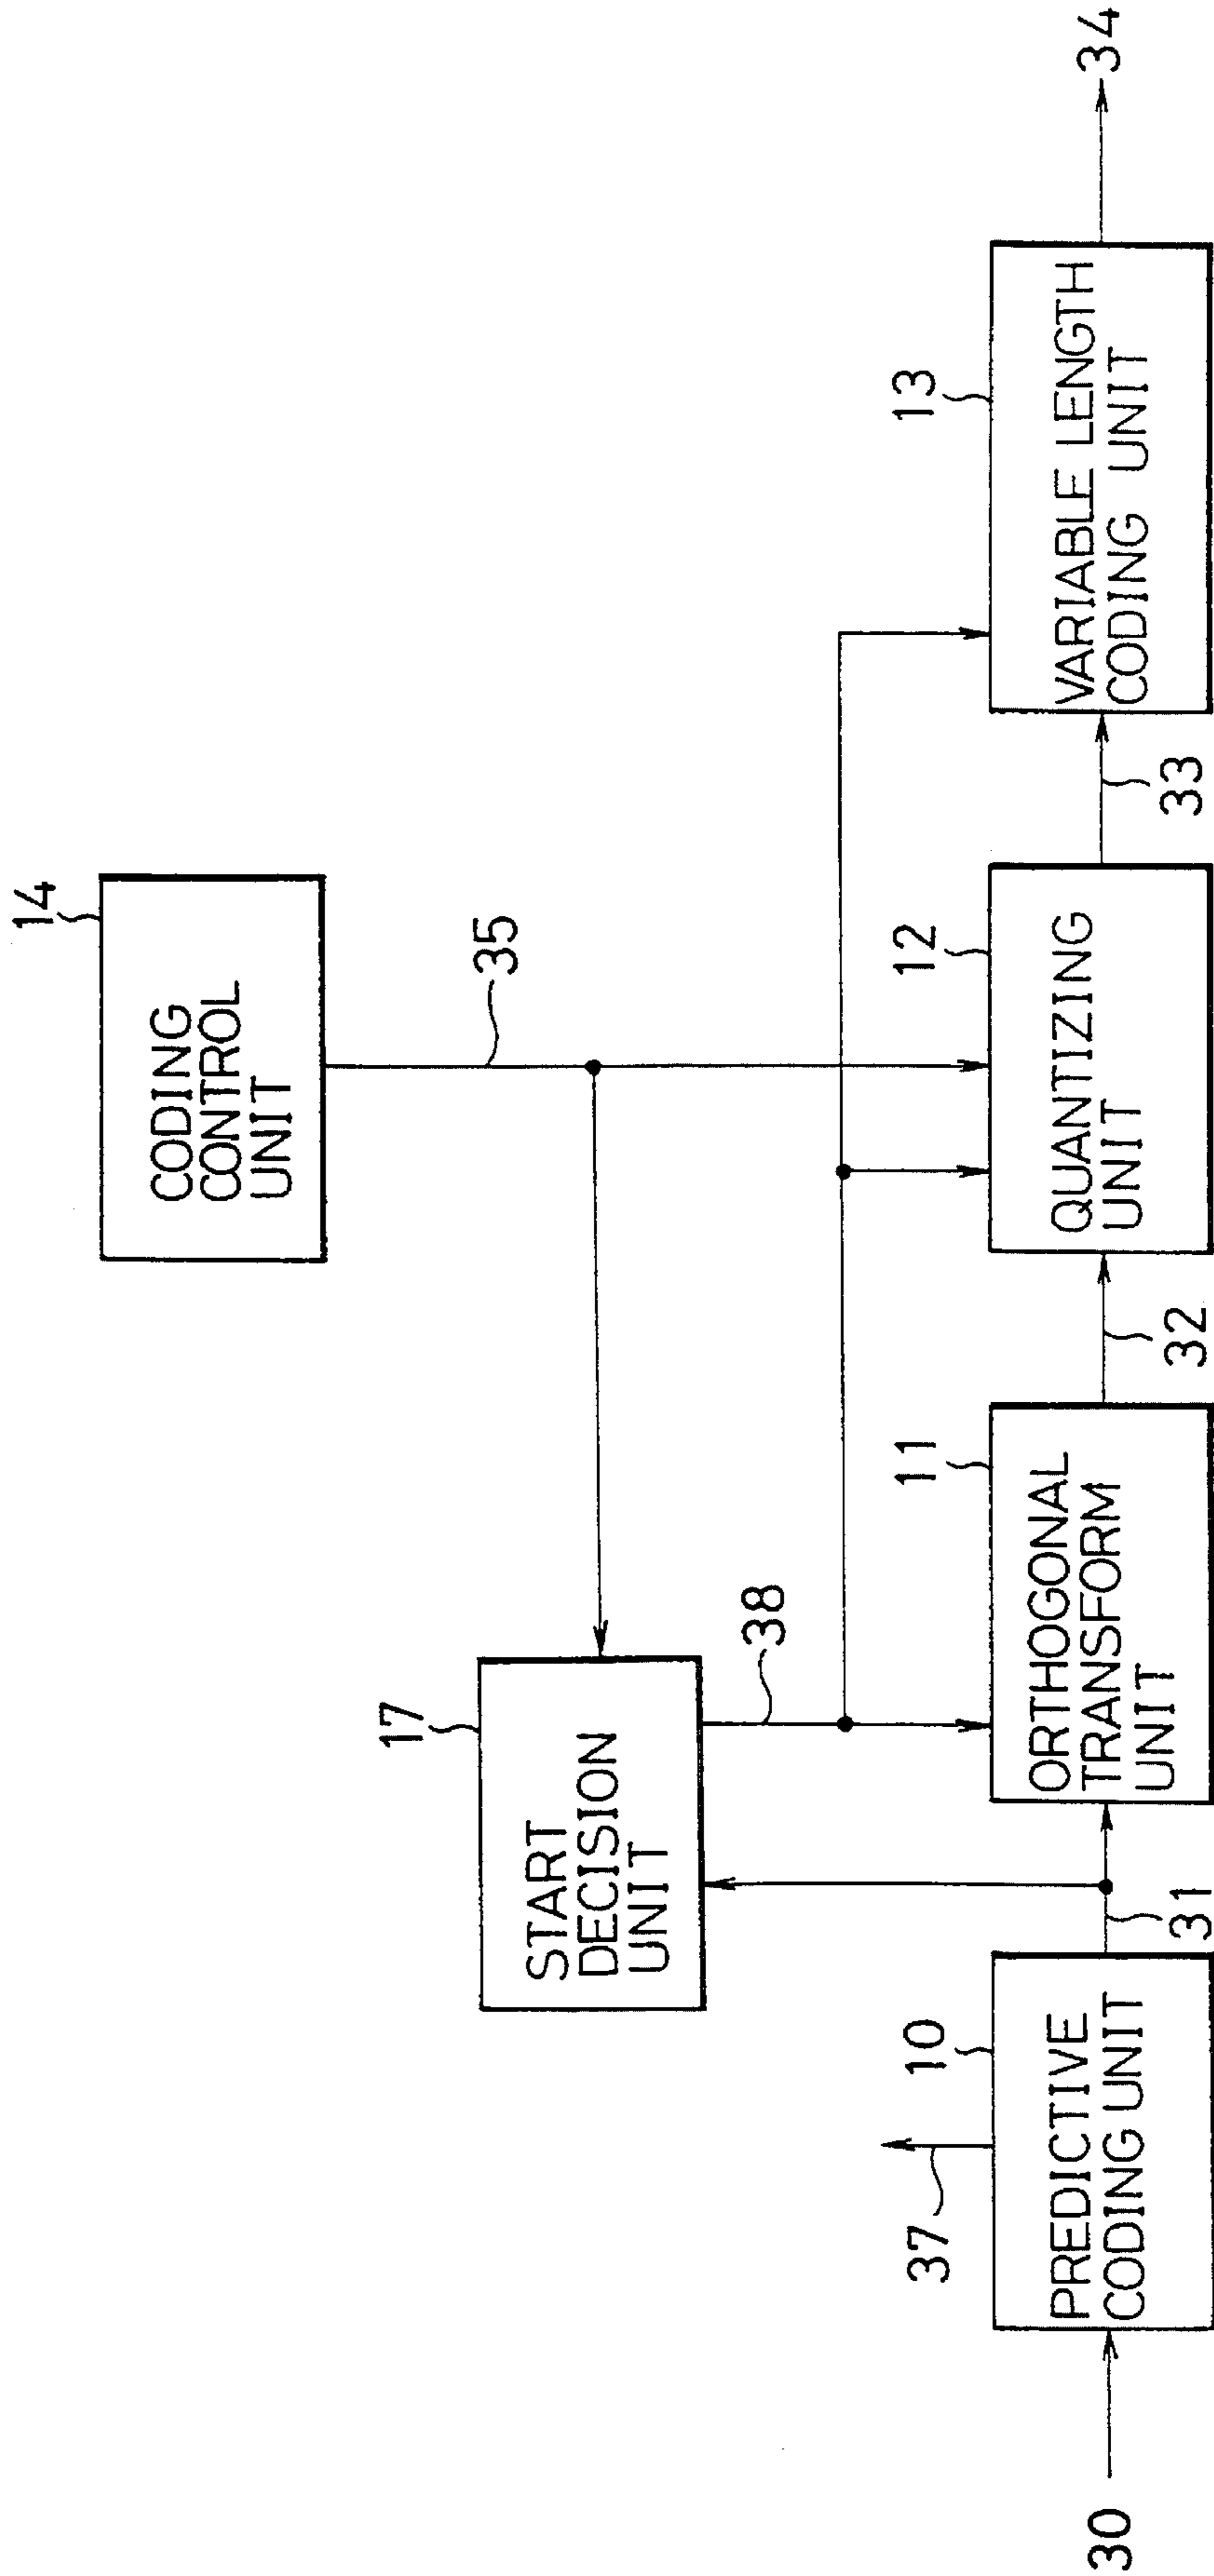 14
CODING
CONTROL
UNIT
35
17
START
DECISION
UNIT
38
37
10
PREDICTIVE
CODING UNIT
11
ORTHOGONAL
TRANSFORM
UNIT
12
QUANTIZING
UNIT
13
VARIABLE LENGTH
CODING UNIT
30
31
32
33
34